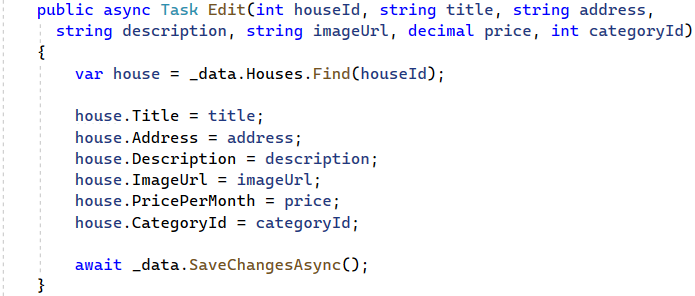 public async Task Edit(int houseId, string title, string address,
string description, string imageUrl, decimal price, int categoryId)
{
var house = _data.Houses.Find(houseId);
house.Title = title;
house.Address = address;
house.Description = description;
house.ImageUrl = imageUrl;
house.PricePerMonth = price;
house.CategoryId = categoryId;
await _data.SaveChangesAsync();
}